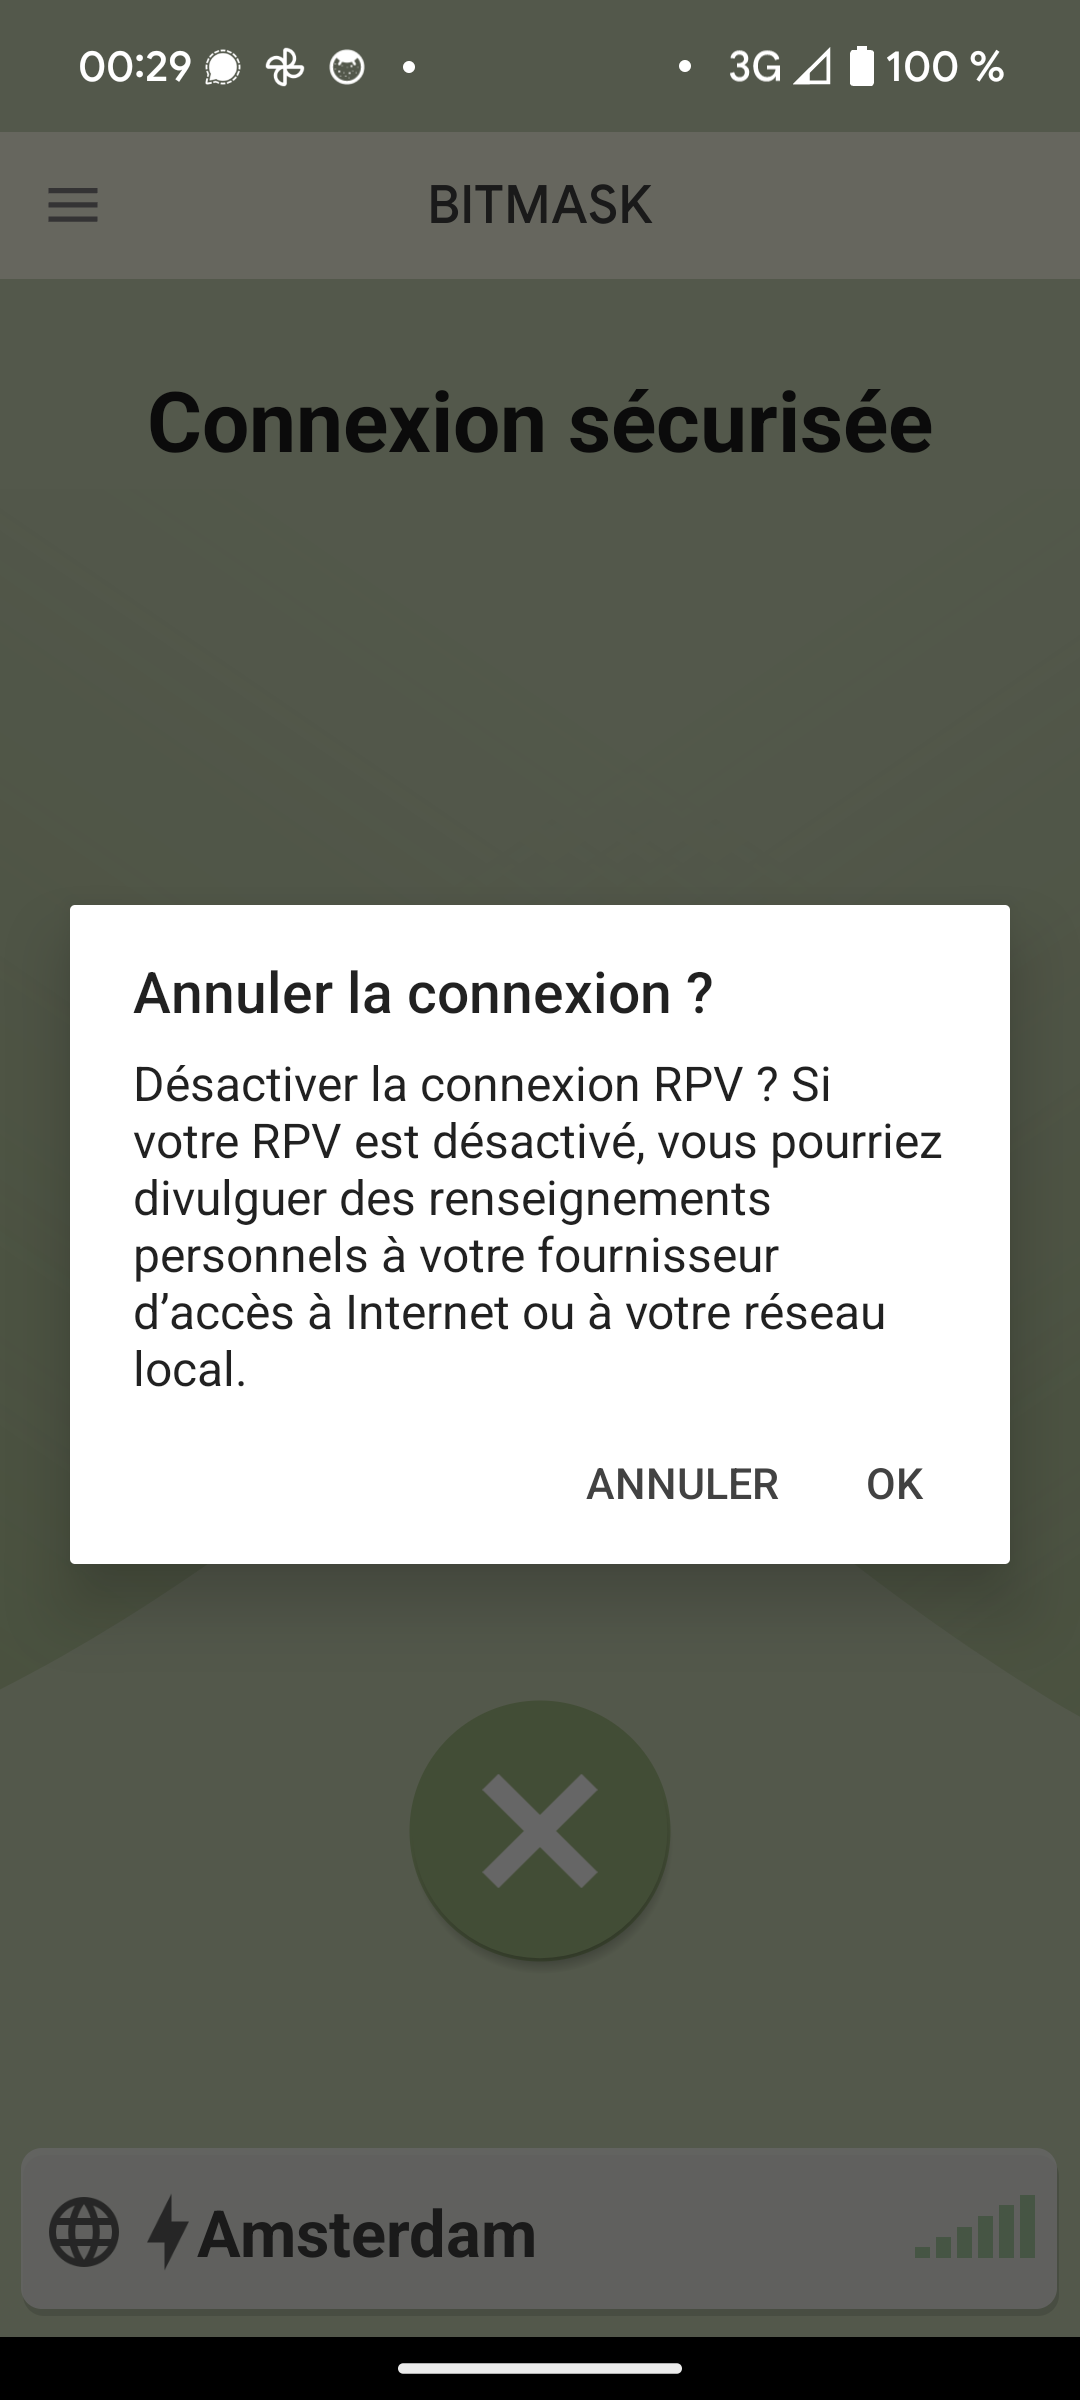 00:29
3G
100 %
BITMASK
Connexion sécurisée
Annuler la connexion ?
Désactiver la connexion RPV ? Si
votre RPV est désactivé, vous pourriez
divulguer des renseignements
personnels à votre fournisseur
d’accès à Internet ou à votre réseau
local.
ANNULER
OK
Amsterdam